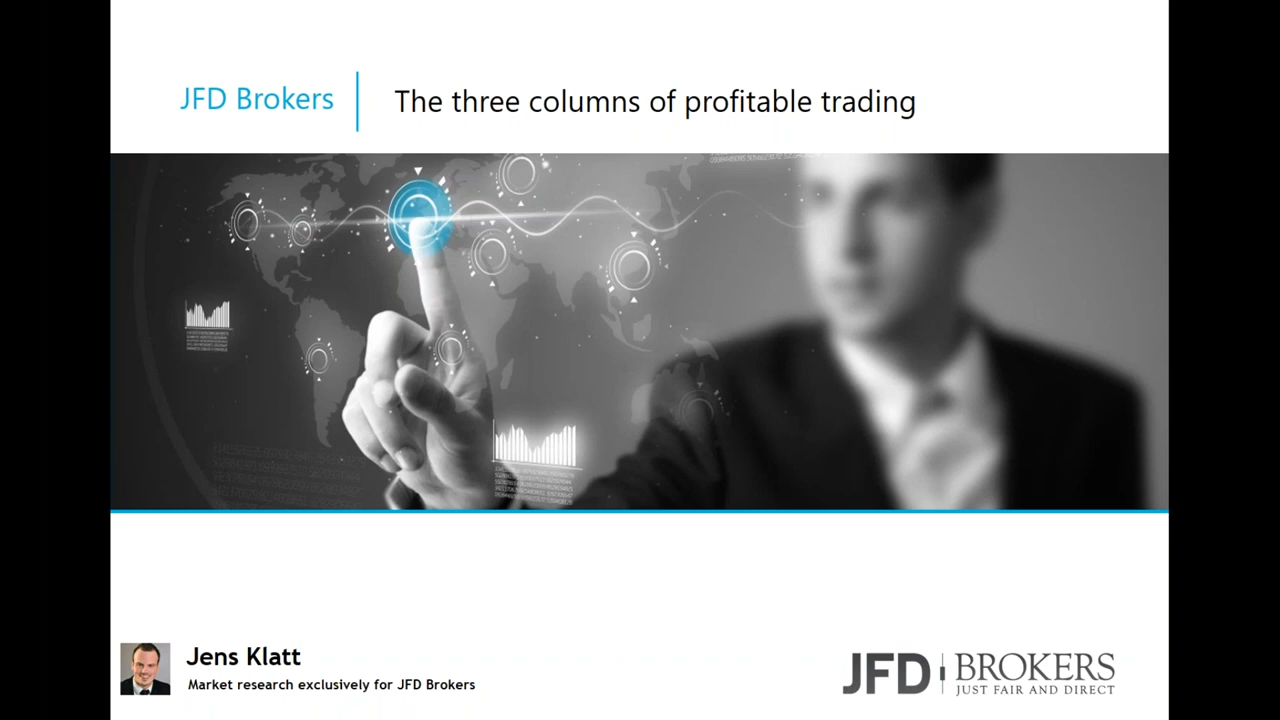 JFD Brokers
The three columns of profitable trading
Jens Klatt
Market research exclusively for JFD Brokers
JFD BROKERS
JUST FAIR AND DIRECT